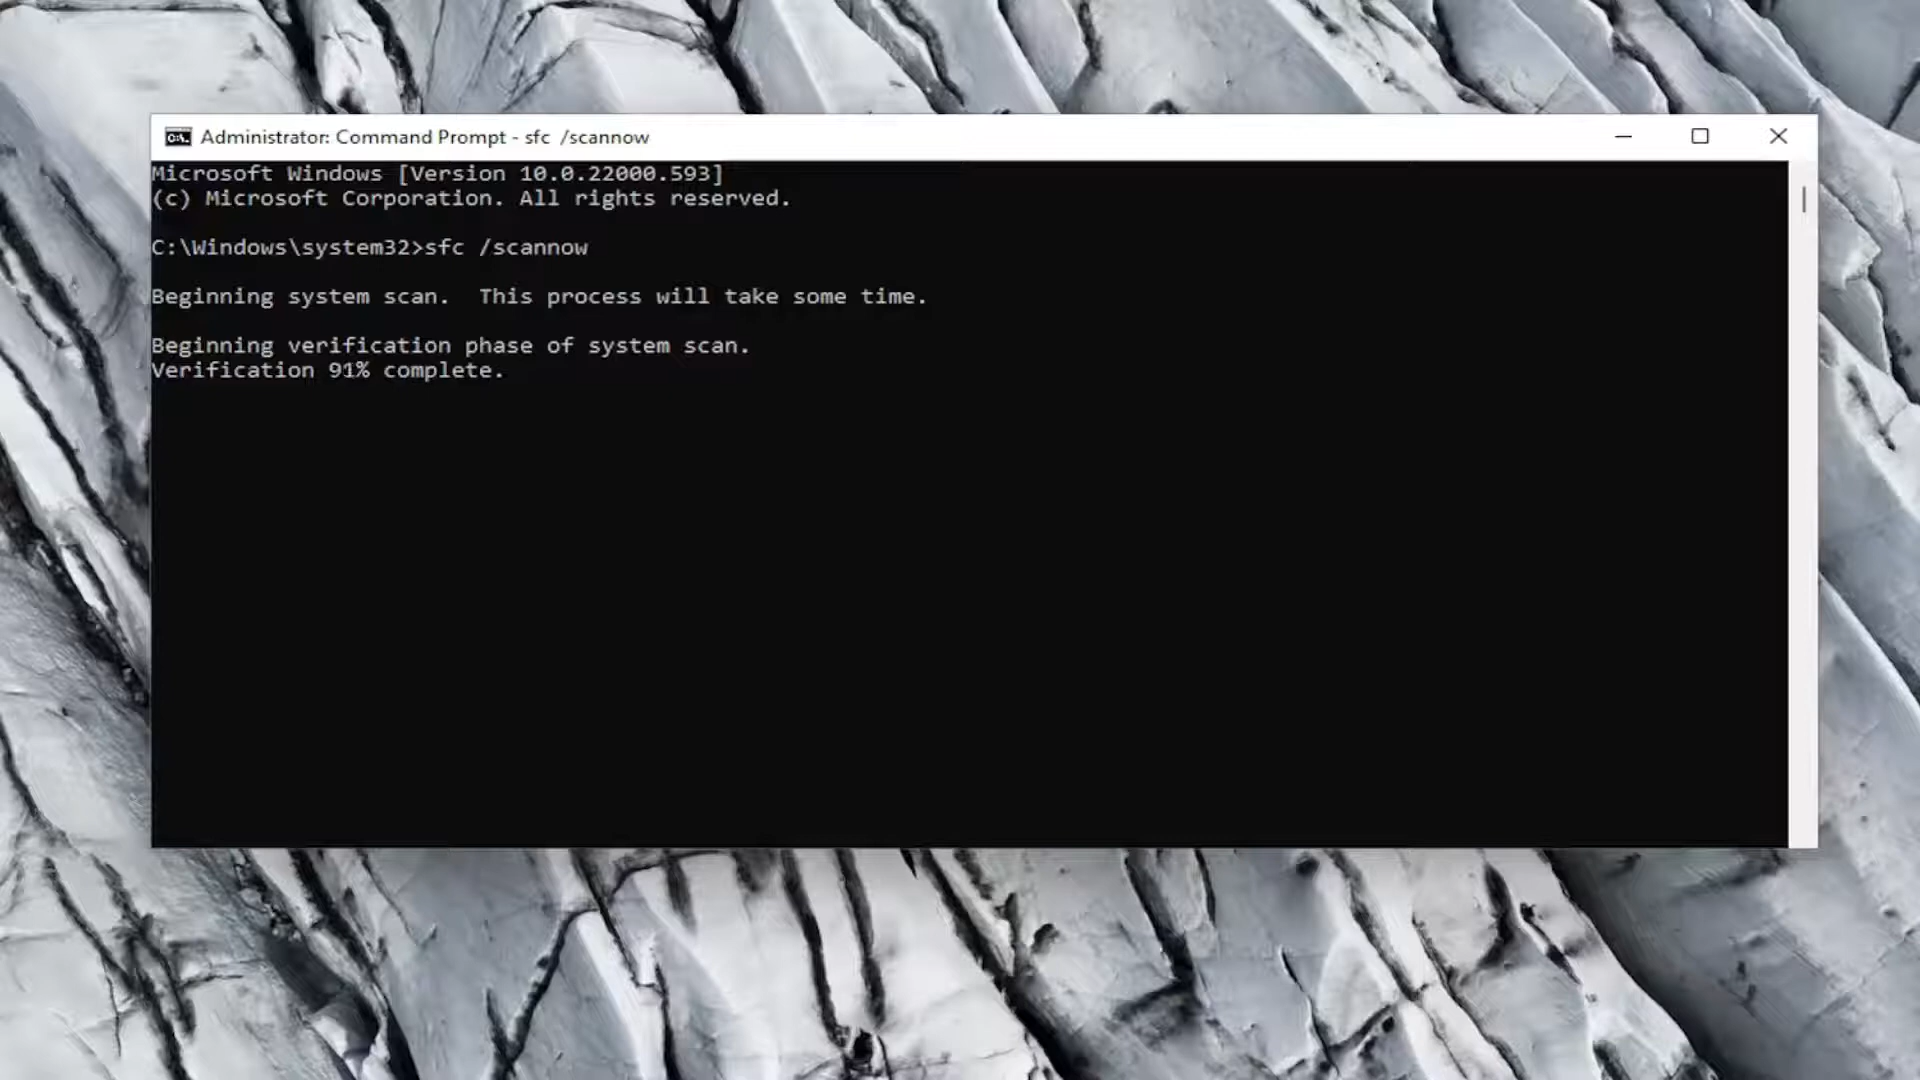 Administrator: Command Prompt - sfc  /scannow
Microsoft Windows [Version 10.0.22000.593]
(c) Microsoft Corporation. All rights reserved.
C:\Windows\system32>sfc /scannow
Beginning system scan.  This process will take some time.
Beginning verification phase of system scan.
Verification 91% complete.